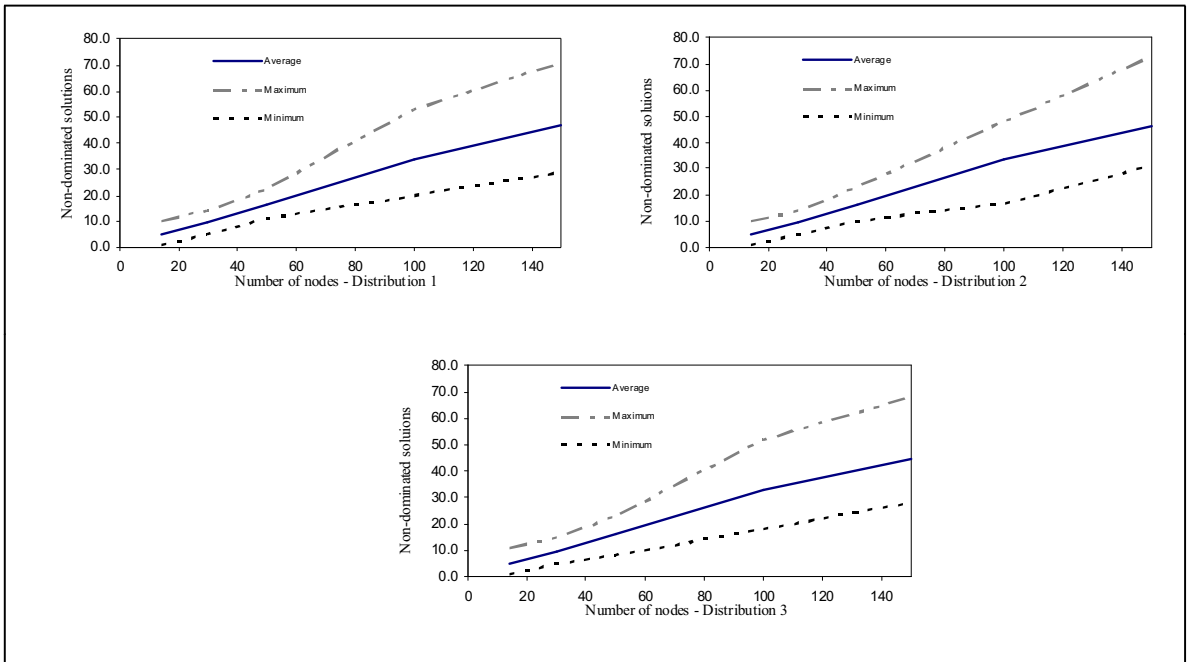 80.0
70.0
60.0
50.0
40.0
30.0
20.0
10.0
0.0
Non-dominated solutions
Average
Maximum
Minimum
0 20 40 60 80 100 120 140
Number of nodes - Distribution 1
80.0
70.0
60.0
50.0
40.0
30.0
20.0
10.0
0.0
Non-dominated soluions
Average
Maximum
Minimum
0 20 40 60 80 100 120 140
Number of nodes - Distribution 2
80.0
70.0
60.0
50.0
40.0
30.0
20.0
10.0
0.0
Non-dominated soluions
Average
Maximum
Minimum
0 20 40 60 80 100 120 140
Number of nodes - Distribution 3